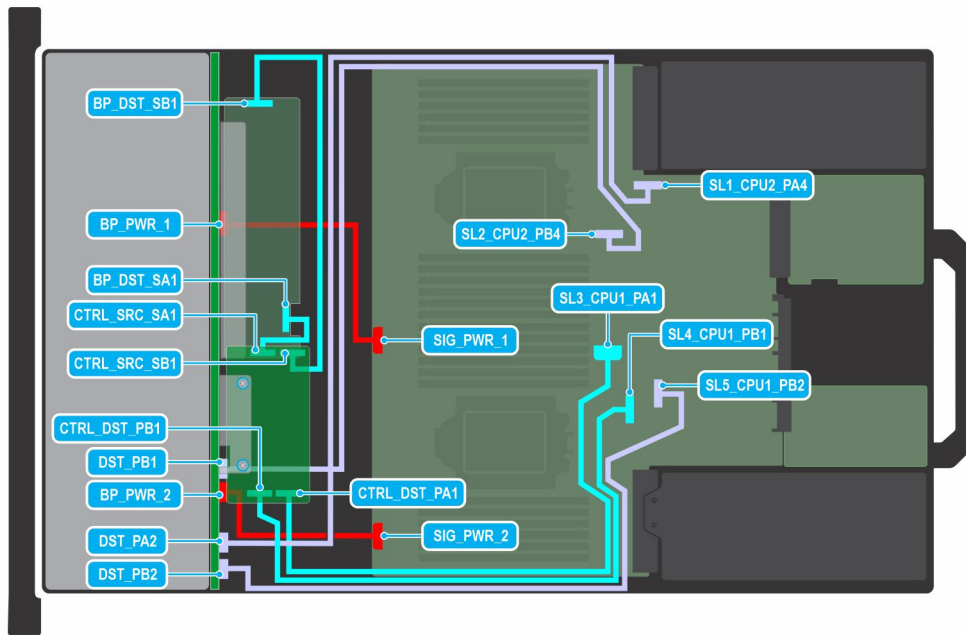 BP_DST_SB1
BP_PWR_1
BP_DST_SA1
CTRL_SRC_SA1
CTRL_SRC_SB1
CTRL_DST_PB1
DST_PB1
BP_PWR_2
DST_PA2
DST_PB2
CTRL_DST_PA1
SIG_PWR_1
SIG_PWR_2
SL1_CPU2_PA4
SL2_CPU2_PB4
SL3_CPU1_PA1
SL4_CPU1_PB1
SL5_CPU1_PB2